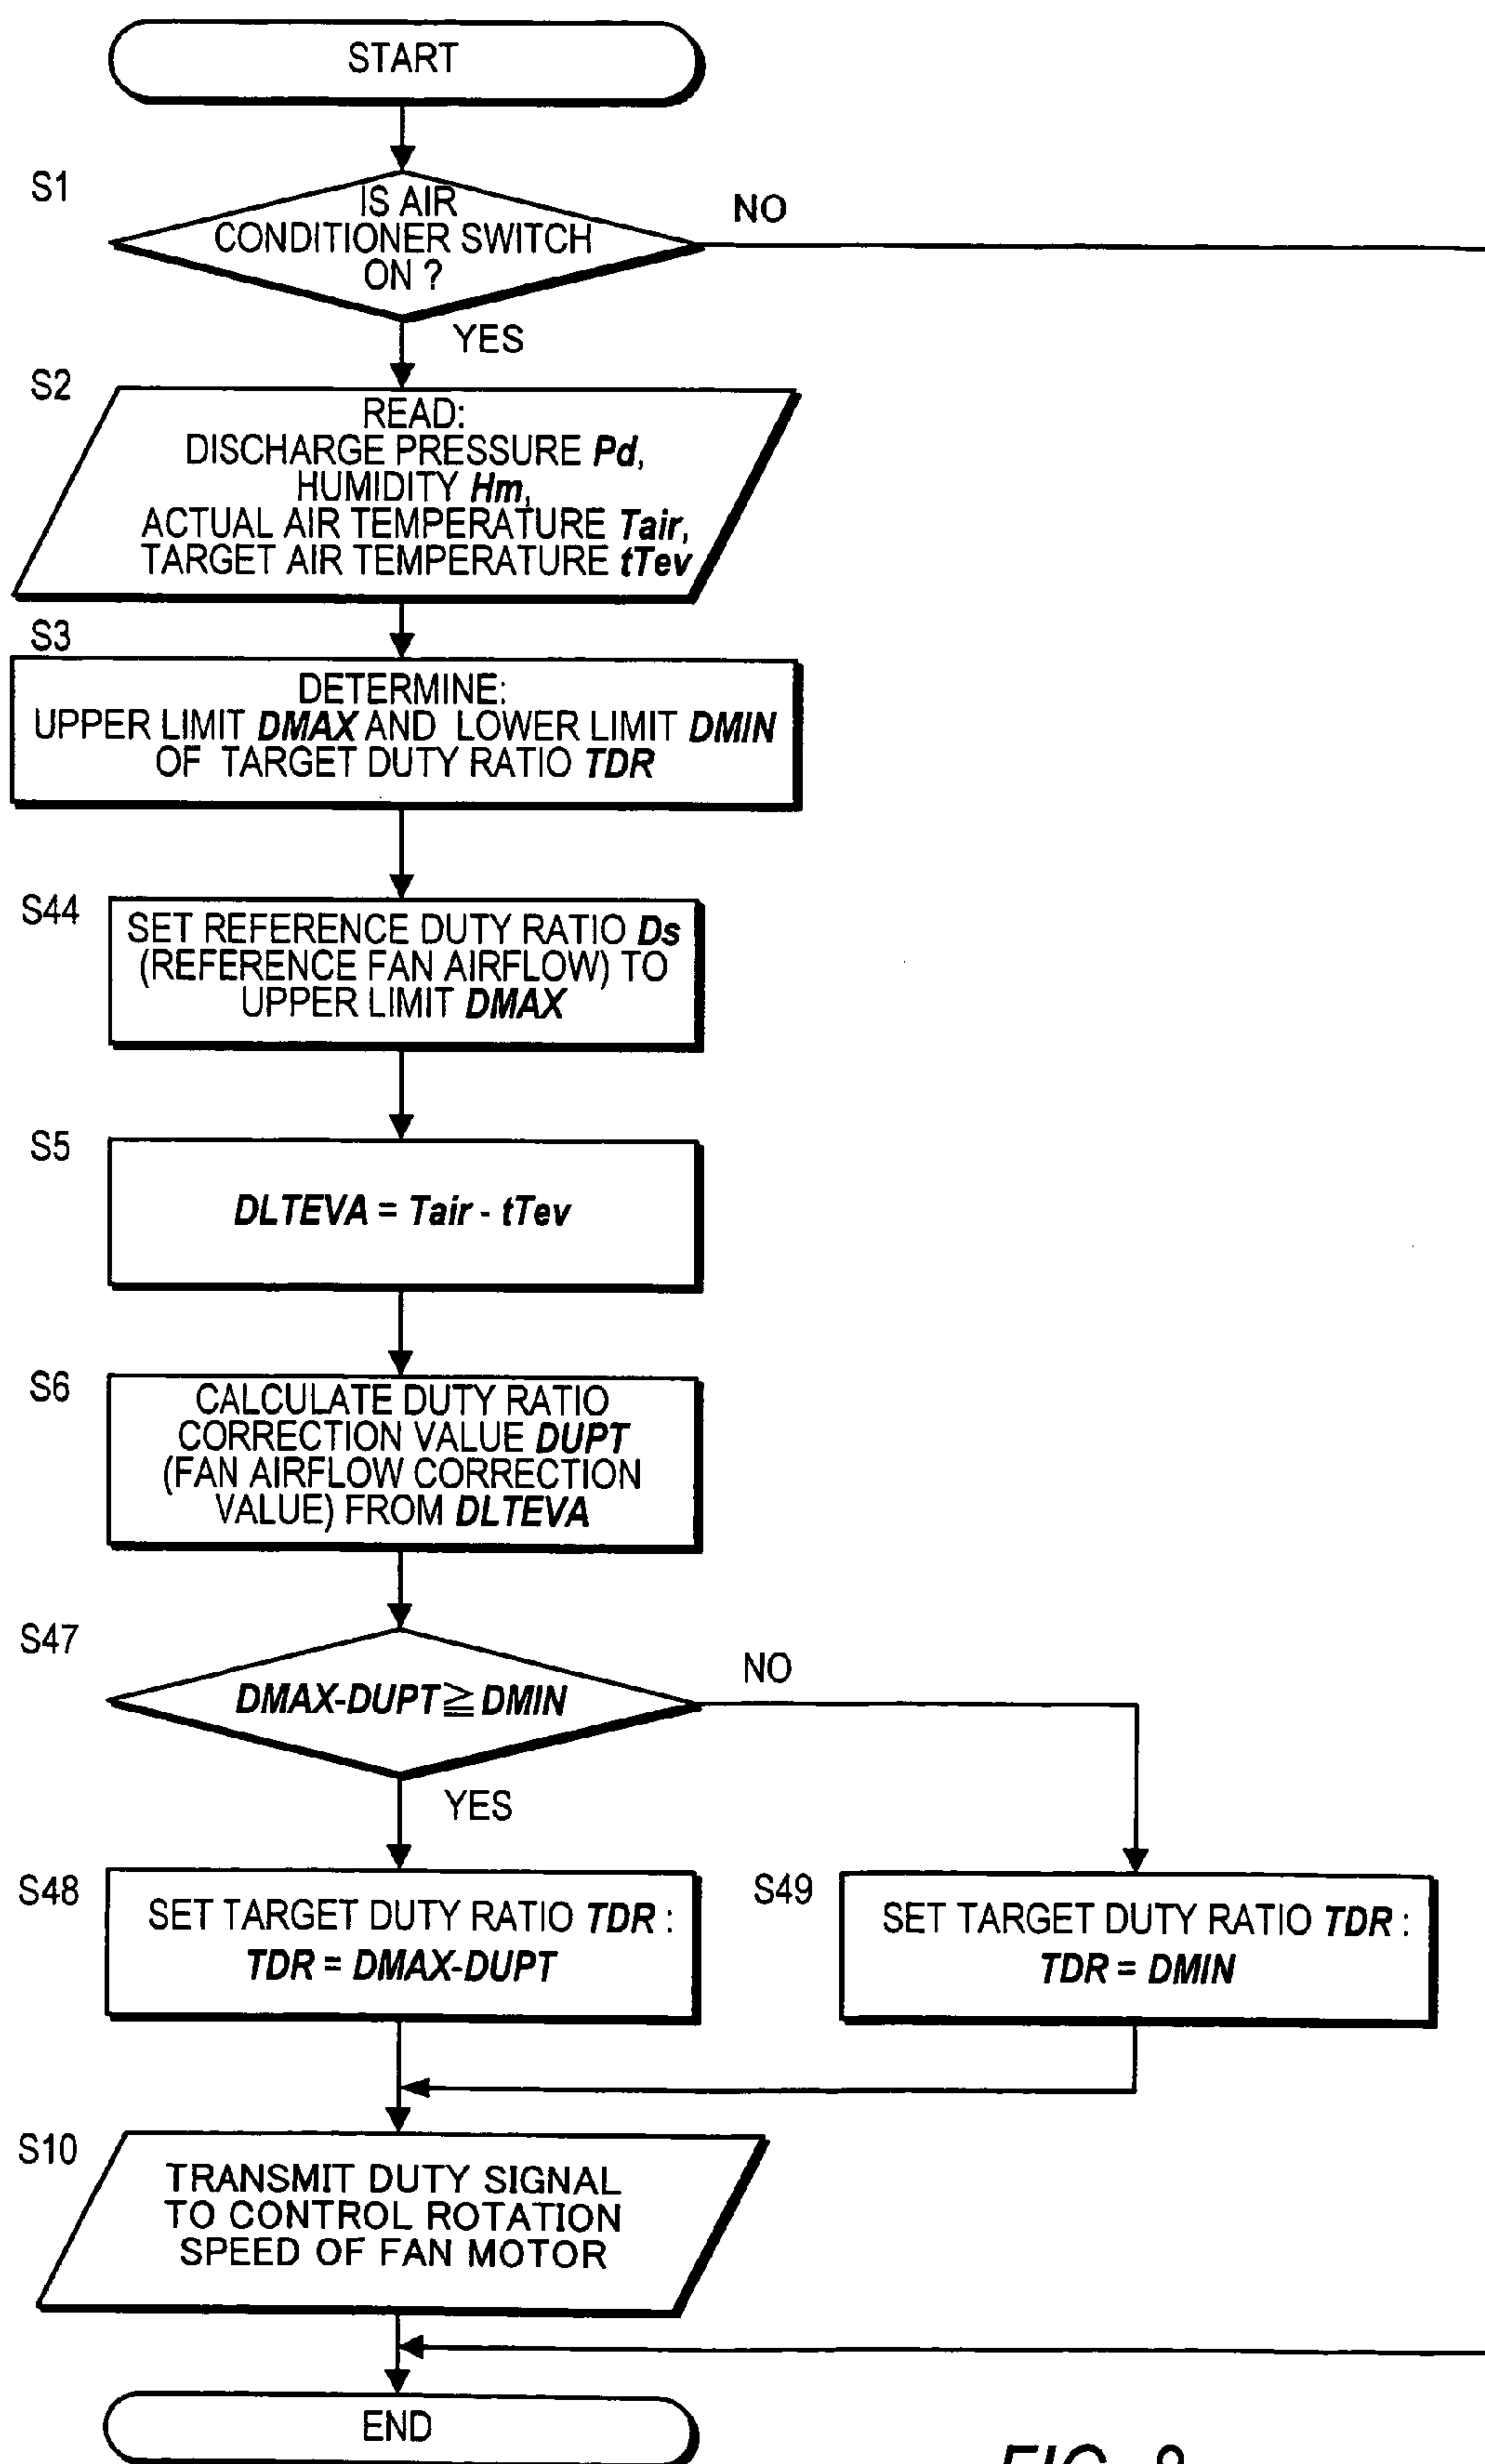 START
S1
IS AIR
CONDITIONER SWITCH
ON ?
NO
YES
S2
READ:
DISCHARGE PRESSURE Pd,
HUMIDITY Hm,
ACTUAL AIR TEMPERATURE Tair,
TARGET AIR TEMPERATURE tTev
S3
DETERMINE:
UPPER LIMIT DMAX AND LOWER LIMIT DMIN
OF TARGET DUTY RATIO TDR
S44
SET REFERENCE DUTY RATIO Ds
(REFERENCE FAN AIRFLOW) TO
UPPER LIMIT DMAX
S5
DLTEVA = Tair - tTev
S6
CALCULATE DUTY RATIO
CORRECTION VALUE DUPT
(FAN AIRFLOW CORRECTION
VALUE) FROM DLTEVA
S47
DMAX-DUPT≧DMIN
NO
YES
S48
SET TARGET DUTY RATIO TDR :
TDR = DMAX-DUPT
S49
SET TARGET DUTY RATIO TDR :
TDR = DMIN
S10
TRANSMIT DUTY SIGNAL
TO CONTROL ROTATION
SPEED OF FAN MOTOR
END